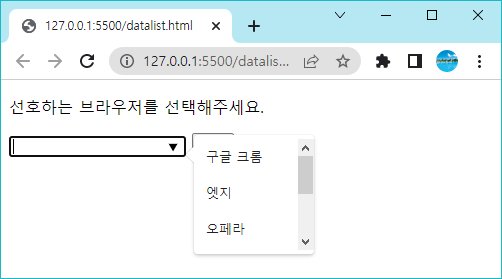 127.0.0.1:5500/datalist.html
127.0.0.1:5500/datalis...
선호하는 브라우저를 선택해주세요.
구글 크롬
엣지
오페라